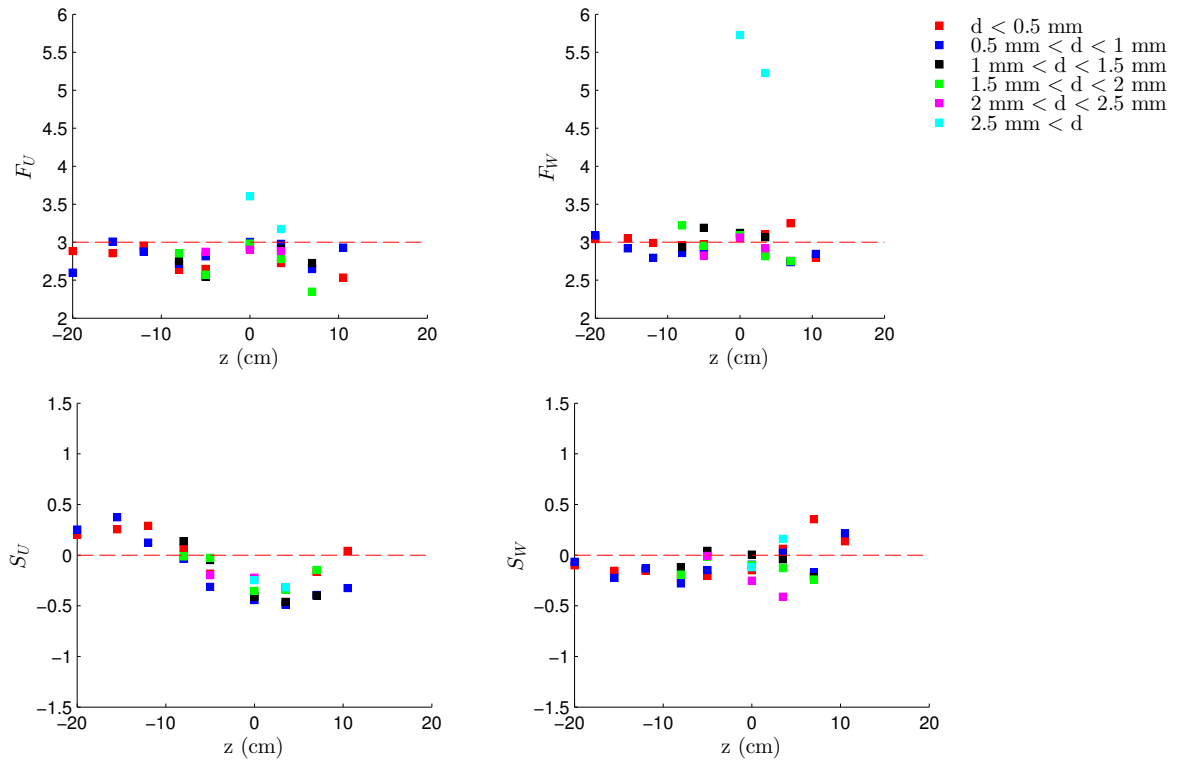 6
5.5
5
4.5
4
3.5
3
2.5
2
−20 −10 0 10 20
z (cm)
F_U
6
5.5
5
4.5
4
3.5
3
2.5
2
−20 −10 0 10 20
z (cm)
F_W
d < 0.5 mm
0.5 mm < d < 1 mm
1 mm < d < 1.5 mm
1.5 mm < d < 2 mm
2 mm < d < 2.5 mm
2.5 mm < d
1.5
1
0.5
0
−0.5
−1
−1.5
−20 −10 0 10 20
z (cm)
S_U
1.5
1
0.5
0
−0.5
−1
−1.5
−20 −10 0 10 20
z (cm)
S_W